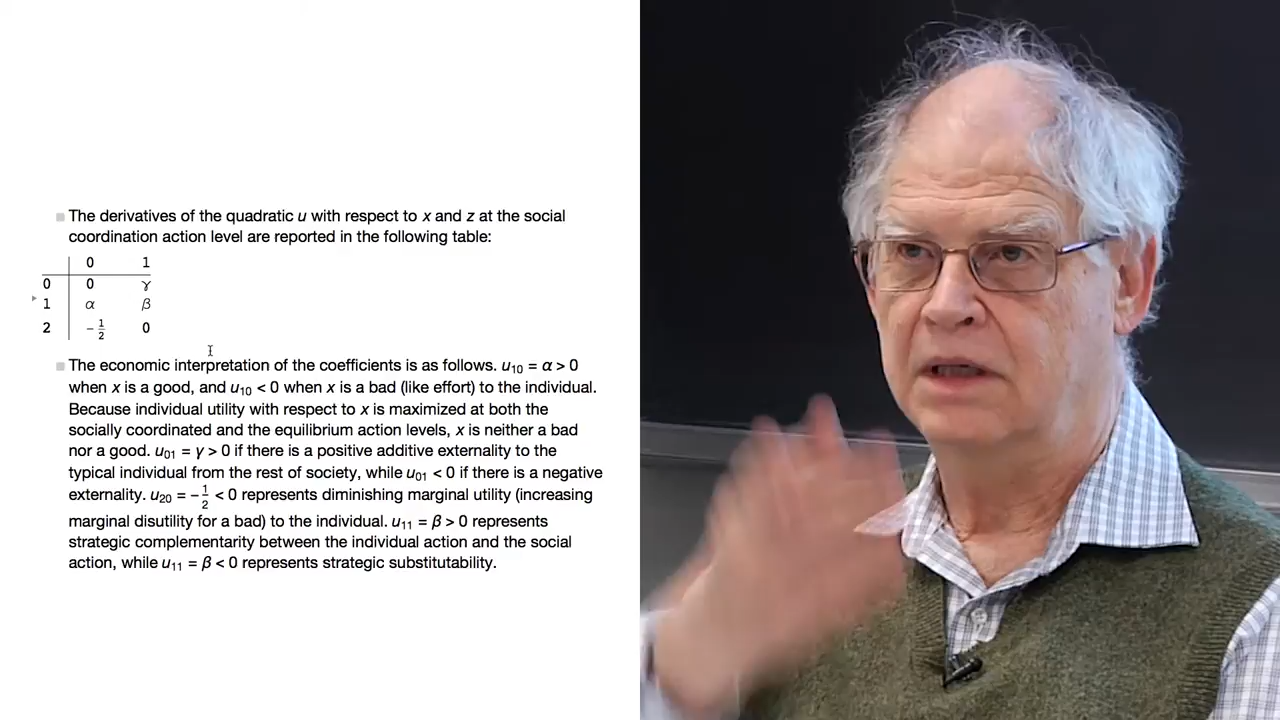 The derivatives of the quadratic u with respect to x and z at the social
coordination action level are reported in the following table:
0 1
0 0 γ
1 α β
2 -1/2 0
The economic interpretation of the coefficients is as follows. u₁₀ = α > 0
when x is a good, and u₁₀ < 0 when x is a bad (like effort) to the individual.
Because individual utility with respect to x is maximized at both the
socially coordinated and the equilibrium action levels, x is neither a bad
nor a good. u₀₁ = γ > 0 if there is a positive additive externality to the
typical individual from the rest of society, while u₀₁ < 0 if there is a negative
externality. u₂₀ = -1/2 < 0 represents diminishing marginal utility (increasing
marginal disutility for a bad) to the individual. u₁₁ = β > 0 represents
strategic complementarity between the individual action and the social
action, while u₁₁ = β < 0 represents strategic substitutability.